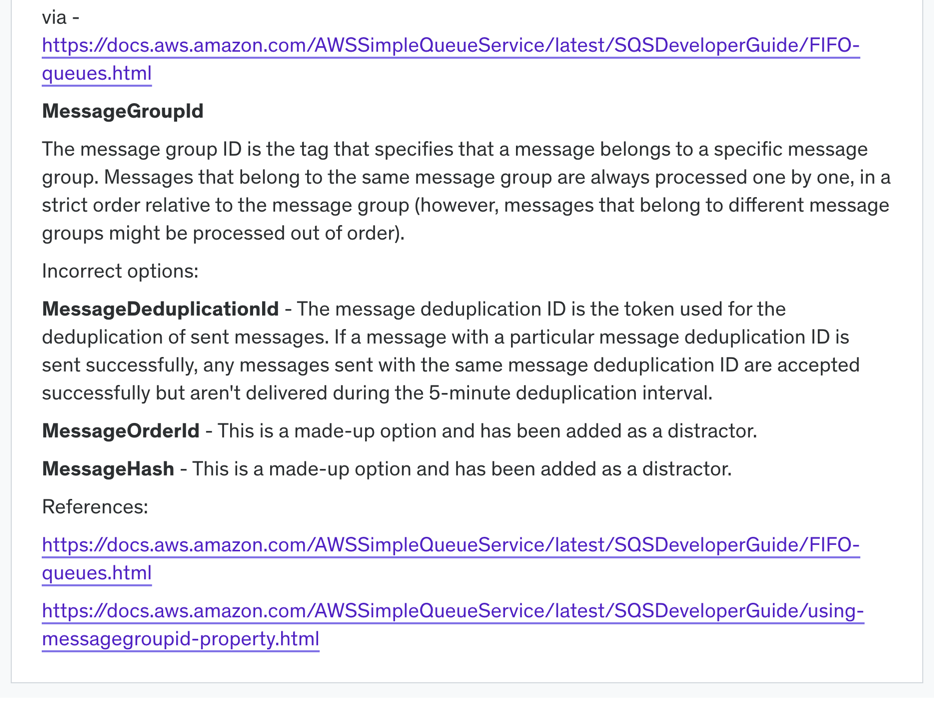 via -
https://docs.aws.amazon.com/AWSSimpleQueueService/latest/SQSDeveloperGuide/FIFO-
queues.html
MessageGroupId
The message group ID is the tag that specifies that a message belongs to a specific message
group. Messages that belong to the same message group are always processed one by one, in a
strict order relative to the message group (however, messages that belong to different message
groups might be processed out of order).
Incorrect options:
MessageDeduplicationId - The message deduplication ID is the token used for the
deduplication of sent messages. If a message with a particular message deduplication ID is
sent successfully, any messages sent with the same message deduplication ID are accepted
successfully but aren't delivered during the 5-minute deduplication interval.
MessageOrderId - This is a made-up option and has been added as a distractor.
MessageHash - This is a made-up option and has been added as a distractor.
References:
https://docs.aws.amazon.com/AWSSimpleQueueService/latest/SQSDeveloperGuide/FIFO-
queues.html
https://docs.aws.amazon.com/AWSSimpleQueueService/latest/SQSDeveloperGuide/using-
messagegroupid-property.html